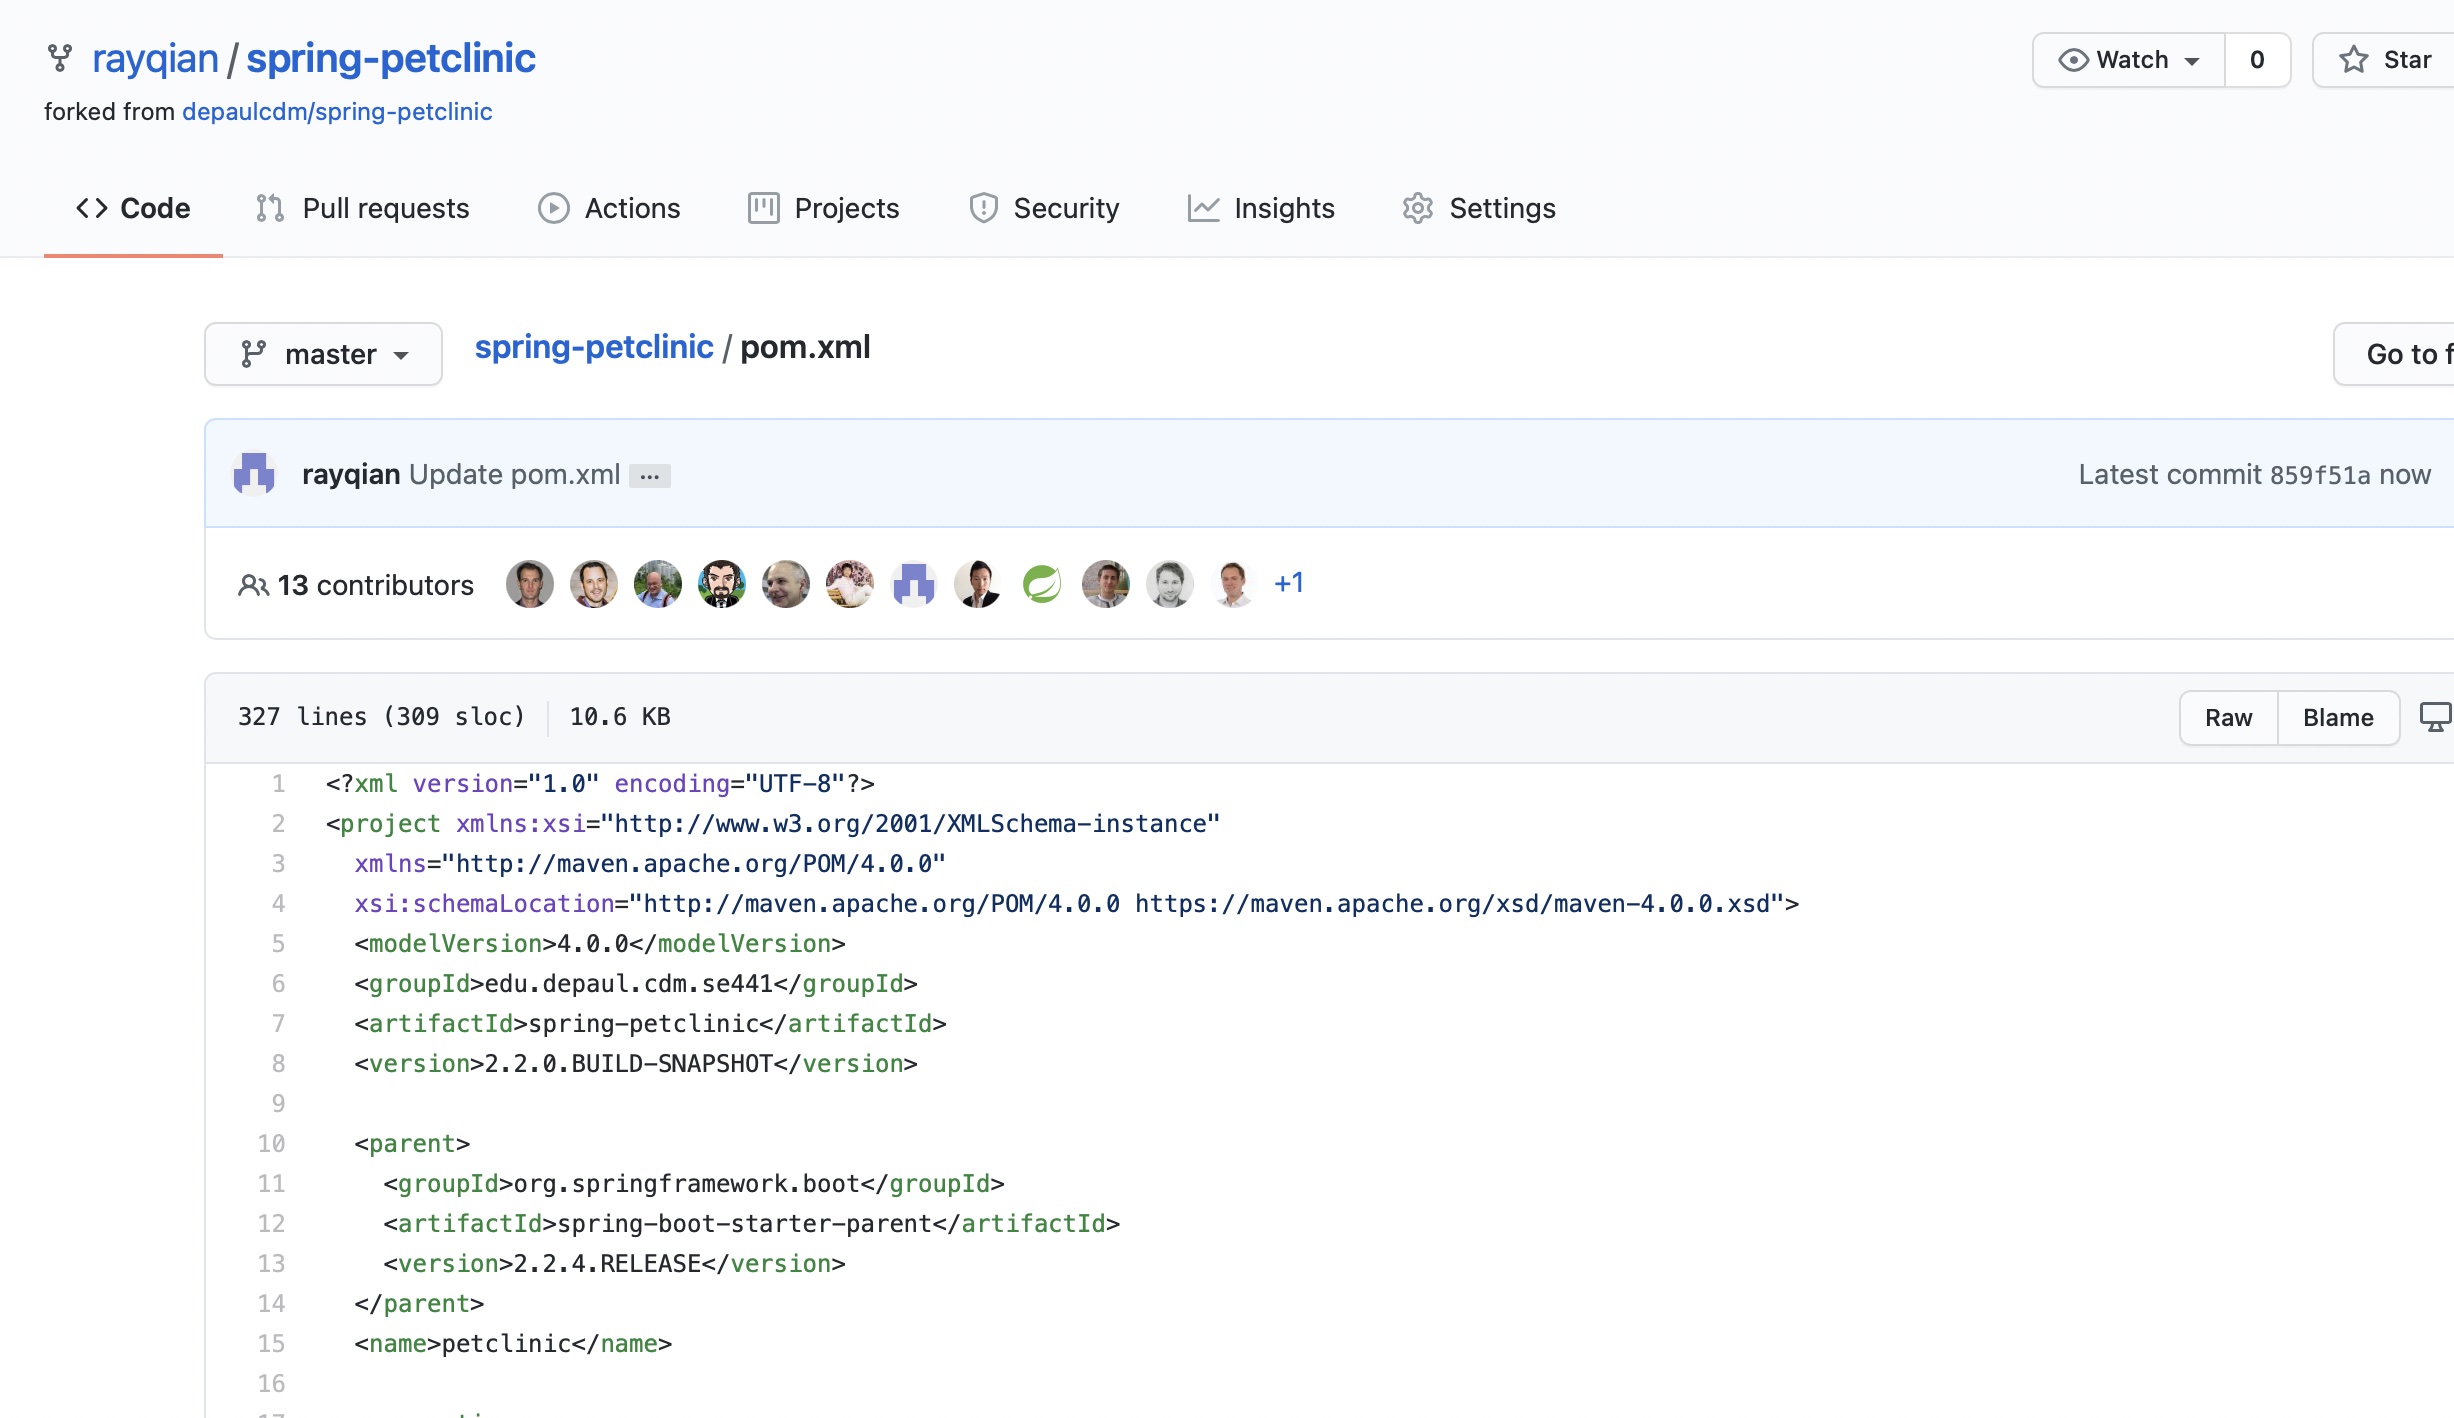 rayqian / spring-petclinic
Watch 0 Star
forked from depaulcdm/spring-petclinic
Code Pull requests Actions Projects Security Insights Settings
master spring-petclinic / pom.xml Go to f
rayqian Update pom.xml ... Latest commit 859f51a now
13 contributors +1
327 lines (309 sloc) 10.6 KB Raw Blame
1 <?xml version="1.0" encoding="UTF-8"?>
2 <project xmlns:xsi="http://www.w3.org/2001/XMLSchema-instance"
3 xmlns="http://maven.apache.org/POM/4.0.0"
4 xsi:schemaLocation="http://maven.apache.org/POM/4.0.0 https://maven.apache.org/xsd/maven-4.0.0.xsd">
5 <modelVersion>4.0.0</modelVersion>
6 <groupId>edu.depaul.cdm.se441</groupId>
7 <artifactId>spring-petclinic</artifactId>
8 <version>2.2.0.BUILD-SNAPSHOT</version>
9
10 <parent>
11 <groupId>org.springframework.boot</groupId>
12 <artifactId>spring-boot-starter-parent</artifactId>
13 <version>2.2.4.RELEASE</version>
14 </parent>
15 <name>petclinic</name>
16